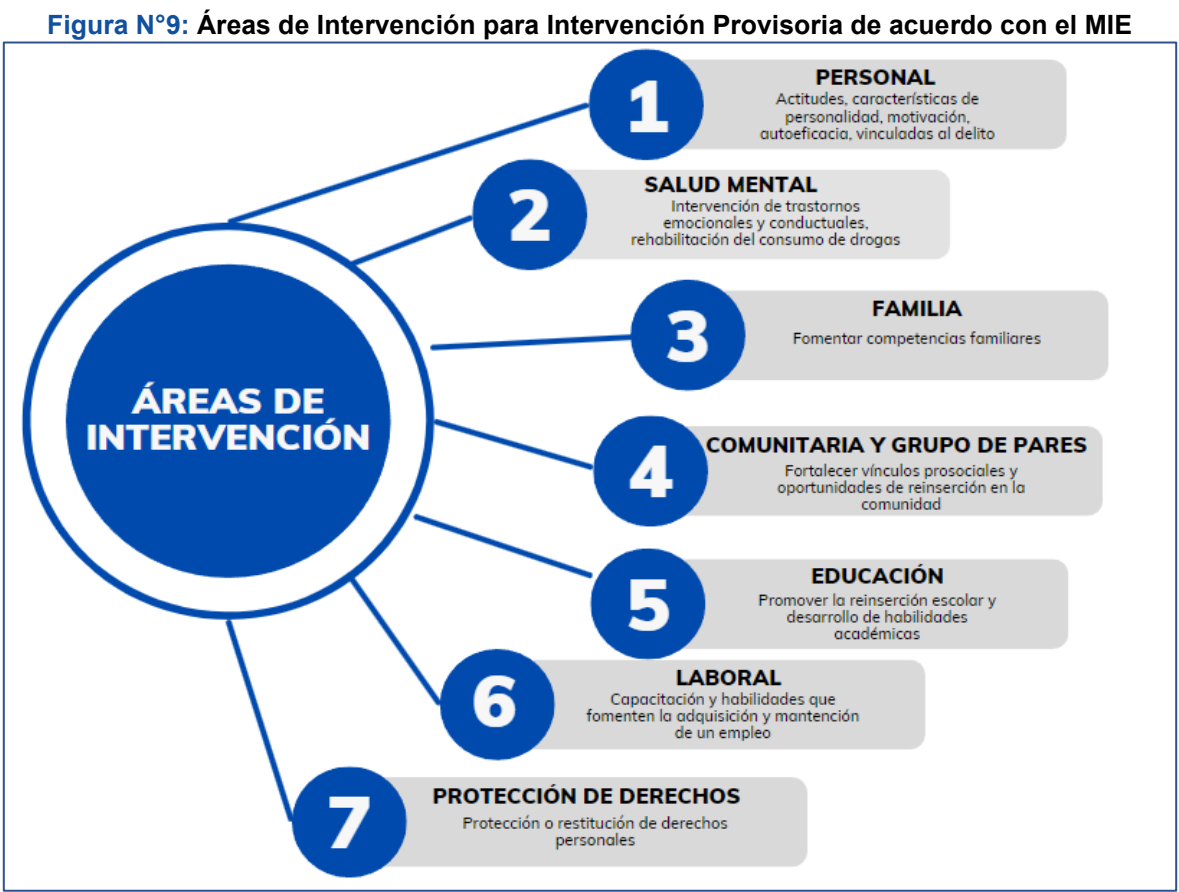 Figura N°9: Áreas de Intervención para Intervención Provisoria de acuerdo con el MIE
1
PERSONAL
Actitudes, características de
personalidad, motivación,
autoeficacia, vinculadas al delito
2
SALUD MENTAL
Intervención de trastornos
emocionales y conductuales,
rehabilitación del consumo de drogas
3
FAMILIA
Fomentar competencias familiares
ÁREAS DE
INTERVENCIÓN
4
COMUNITARIA Y GRUPO DE PARES
Fortalecer vínculos prosociales y
oportunidades de reinserción en la
comunidad
5
EDUCACIÓN
Promover la reinserción escolar y
desarrollo de habilidades
académicas
6
LABORAL
Capacitación y habilidades que
fomenten la adquisición y mantención
de un empleo
7
PROTECCIÓN DE DERECHOS
Protección o restitución de derechos
personales